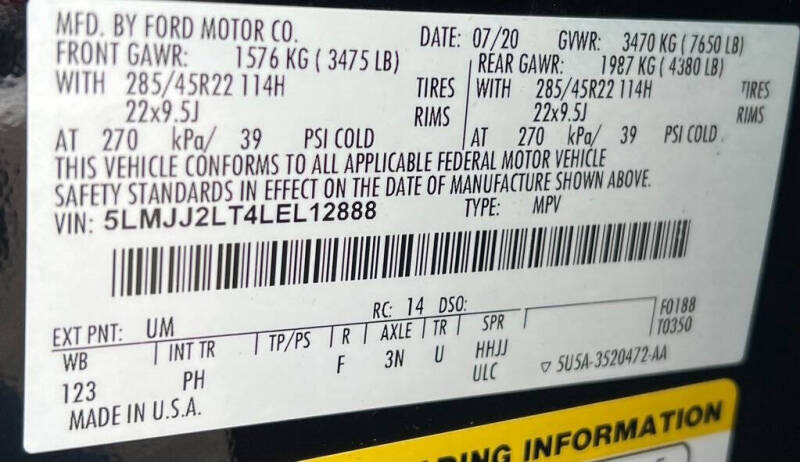 MFD. BY FORD MOTOR CO. DATE: 07/20 GVWR: 3470 KG ( 7650 LB)
FRONT GAWR: 1576 KG ( 3475 LB) REAR GAWR: 1987 KG ( 4380 LB)
WITH 285/45R22 114H TIRES WITH 285/45R22 114H TIRES
22x9.5J RIMS 22x9.5J RIMS
AT 270 kPa/ 39 PSI COLD AT 270 kPa/ 39 PSI COLD .
THIS VEHICLE CONFORMS TO ALL APPLICABLE FEDERAL MOTOR VEHICLE
SAFETY STANDARDS IN EFFECT ON THE DATE OF MANUFACTURE SHOWN ABOVE.
VIN: 5LMJJ2LT4LEL12888 TYPE: MPV
EXT PNT: UM RC: 14 DSO: F0188
WB INT TR TP/PS R AXLE TR SPR T0350
123 PH F 3N U HHJJ
ULC ▽ 5U5A-3520472-AA
MADE IN U.S.A.
INFORMATION